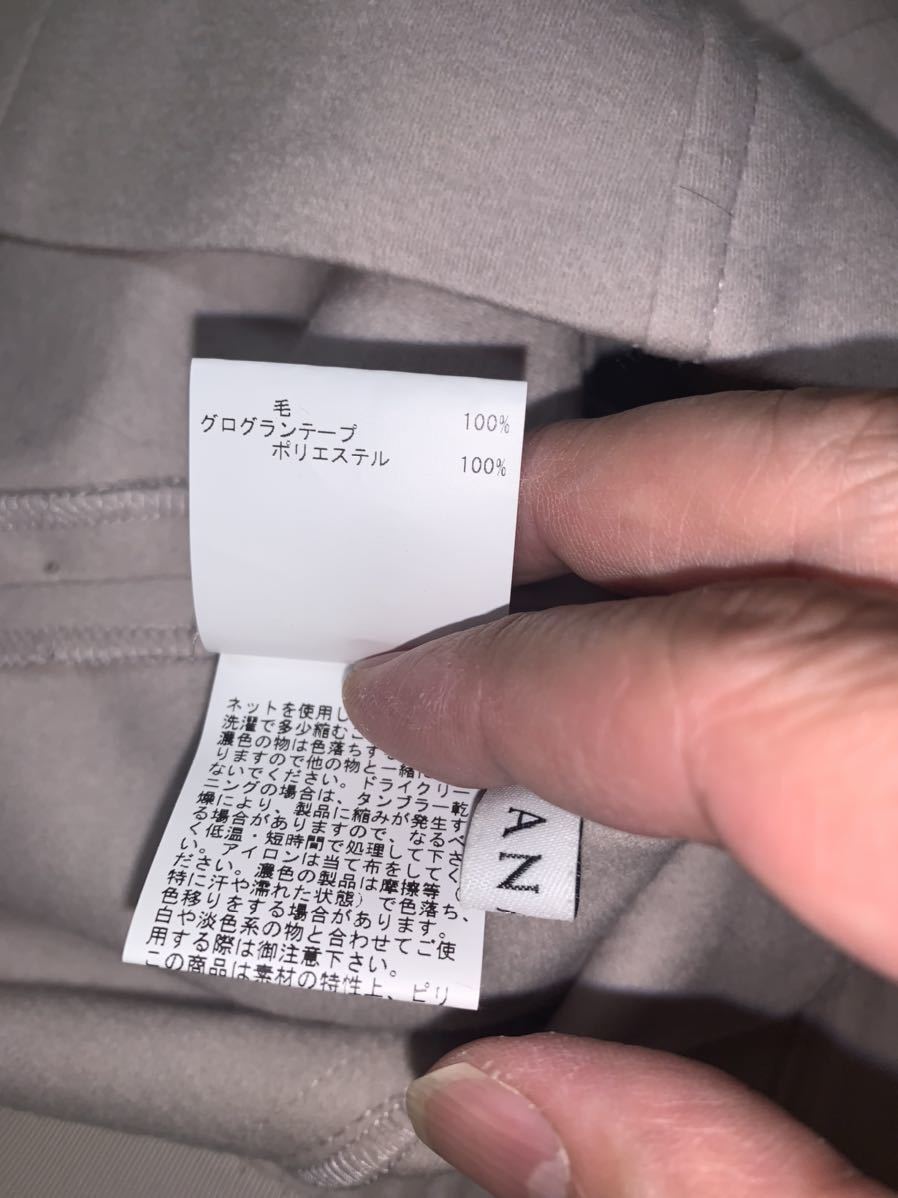 毛 100%
グログランテープ
ポリエステル 100%
ネットを使用し
洗濯で多少縮むこ
濃色の物は色落ちす
りますので他の物と一緒に
ないでください。ドライクリー
ニングの場合は、タンブラー乾
燥により、製品に縮みが発生す
る場合がありますので、なるべ
く低温・短時間で処理して下さ
い。アイロンは当て布をしてく
ださい。濃色の製品は摩擦等(
特に汗や濡れた状態)で色落ち、
色移りをする場合があります。
白や淡色系の物と合わせてご使
用する際は御注意下さい。
この商品は素材の特性上、ピリ
AN